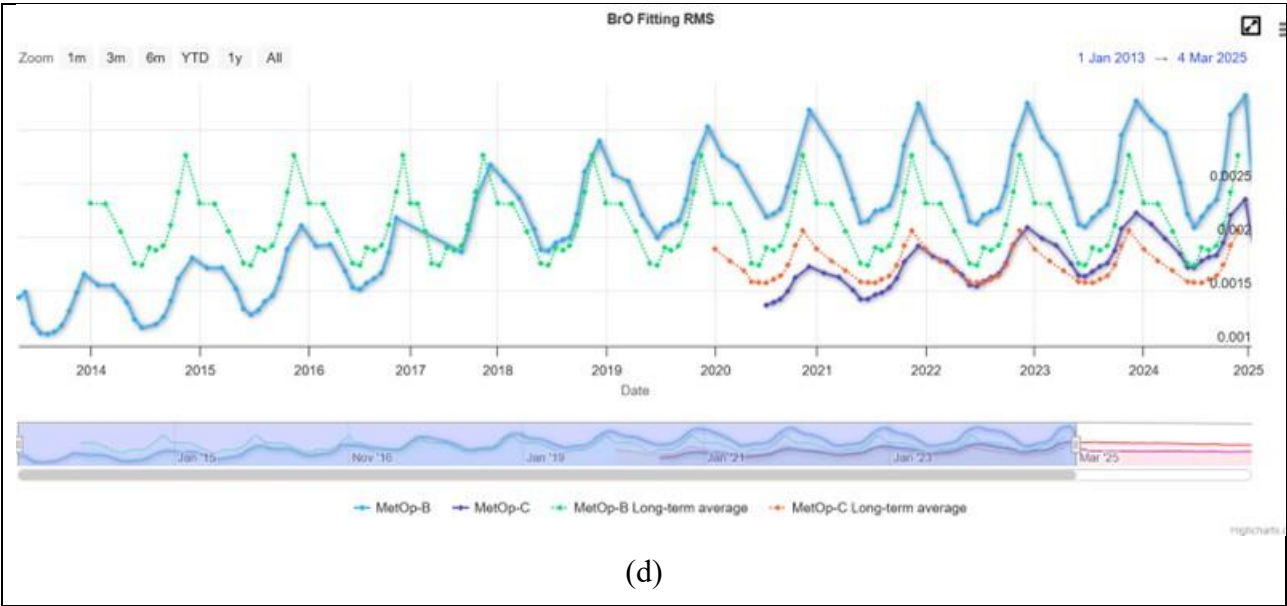 BrO Fitting RMS
Zoom 1m 3m 6m YTD 1y All
1 Jan 2013 → 4 Mar 2025
0.0025
0.002
0.0015
0.001
2014 2015 2016 2017 2018 2019 2020 2021 2022 2023 2024 2025
Date
Jan '15 Nov '16 Jan '19 Jan '21 Jan '23 Mar '25
MetOp-B MetOp-C MetOp-B Long-term average MetOp-C Long-term average
Highcharts
(d)